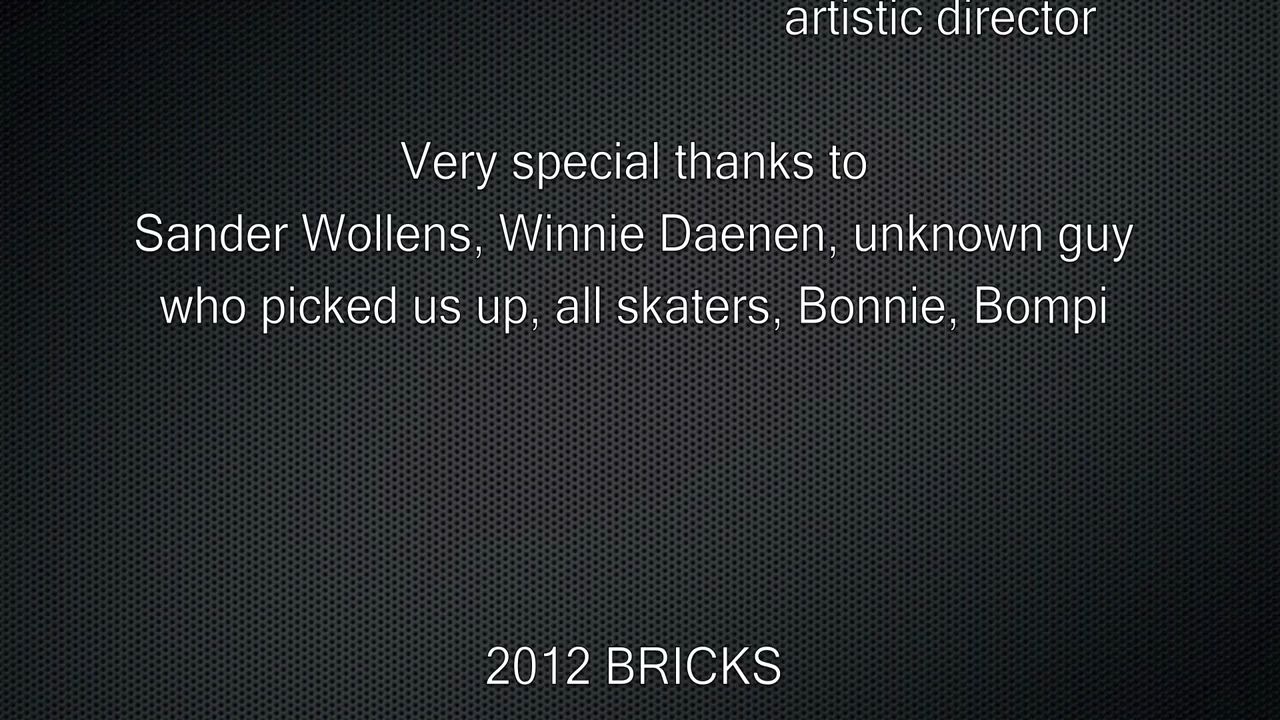 artistic director
Very special thanks to
Sander Wollens, Winnie Daenen, unknown guy
who picked us up, all skaters, Bonnie, Bompi
2012 BRICKS